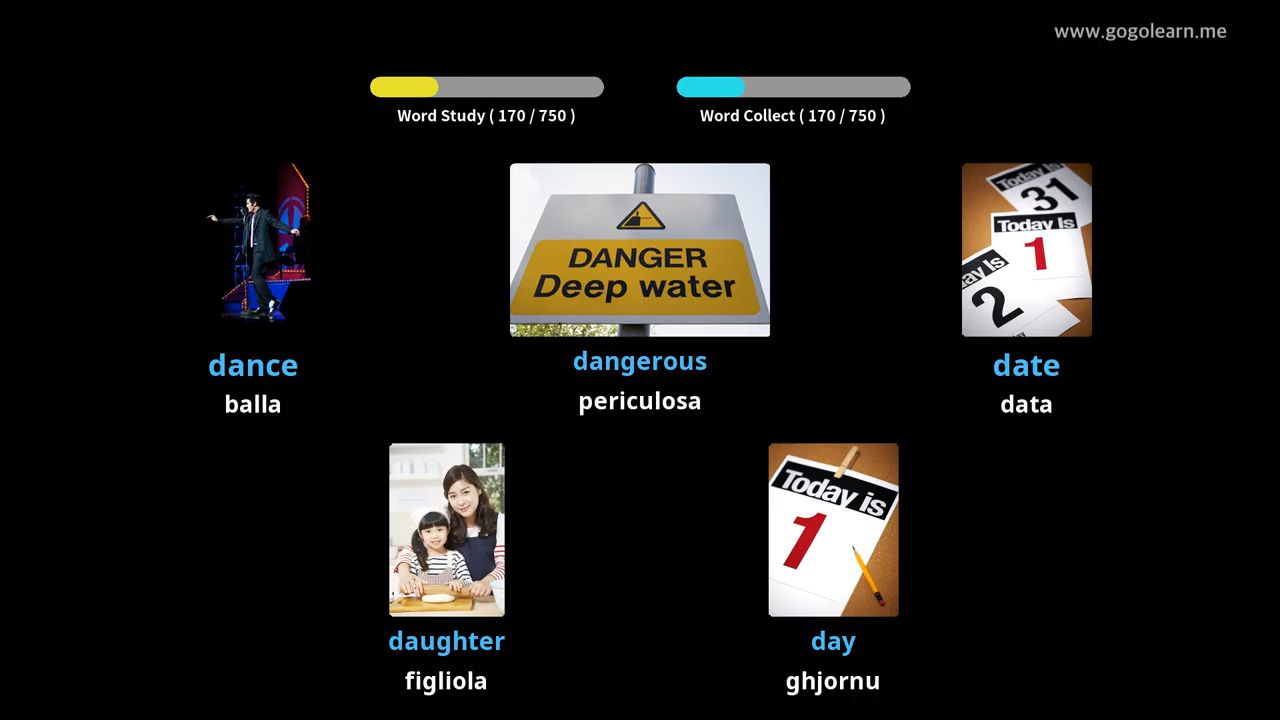 www.gogolearn.me
Word Study ( 170 / 750 )
Word Collect ( 170 / 750 )
DANGER
Deep water
Today Is
31
Today Is
1
ay Is
2
dance
balla
dangerous
periculosa
date
data
Today is
1
daughter
figliola
day
ghjornu